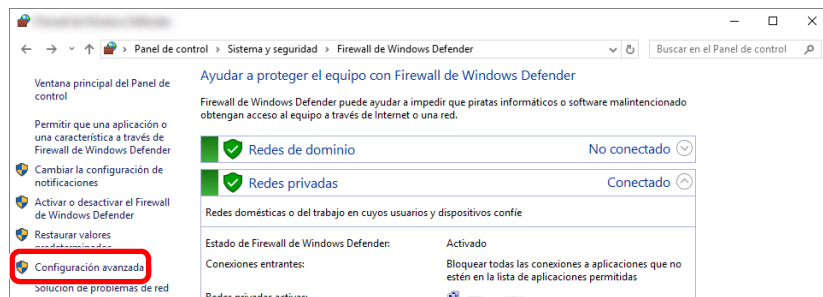 Panel de control › Sistema y seguridad › Firewall de Windows Defender
Buscar en el Panel de control
Ventana principal del Panel de
control
Permitir que una aplicación o
una característica a través de
Firewall de Windows Defender
Cambiar la configuración de
notificaciones
Activar o desactivar el Firewall
de Windows Defender
Restaurar valores
predeterminados
Configuración avanzada
Solución de problemas de red
Ayudar a proteger el equipo con Firewall de Windows Defender
Firewall de Windows Defender puede ayudar a impedir que piratas informáticos o software malintencionado
obtengan acceso al equipo a través de Internet o una red.
Redes de dominio No conectado
Redes privadas Conectado
Redes domésticas o del trabajo en cuyos usuarios y dispositivos confíe
Estado de Firewall de Windows Defender: Activado
Conexiones entrantes: Bloquear todas las conexiones a aplicaciones que no
estén en la lista de aplicaciones permitidas
Redes privadas activas: